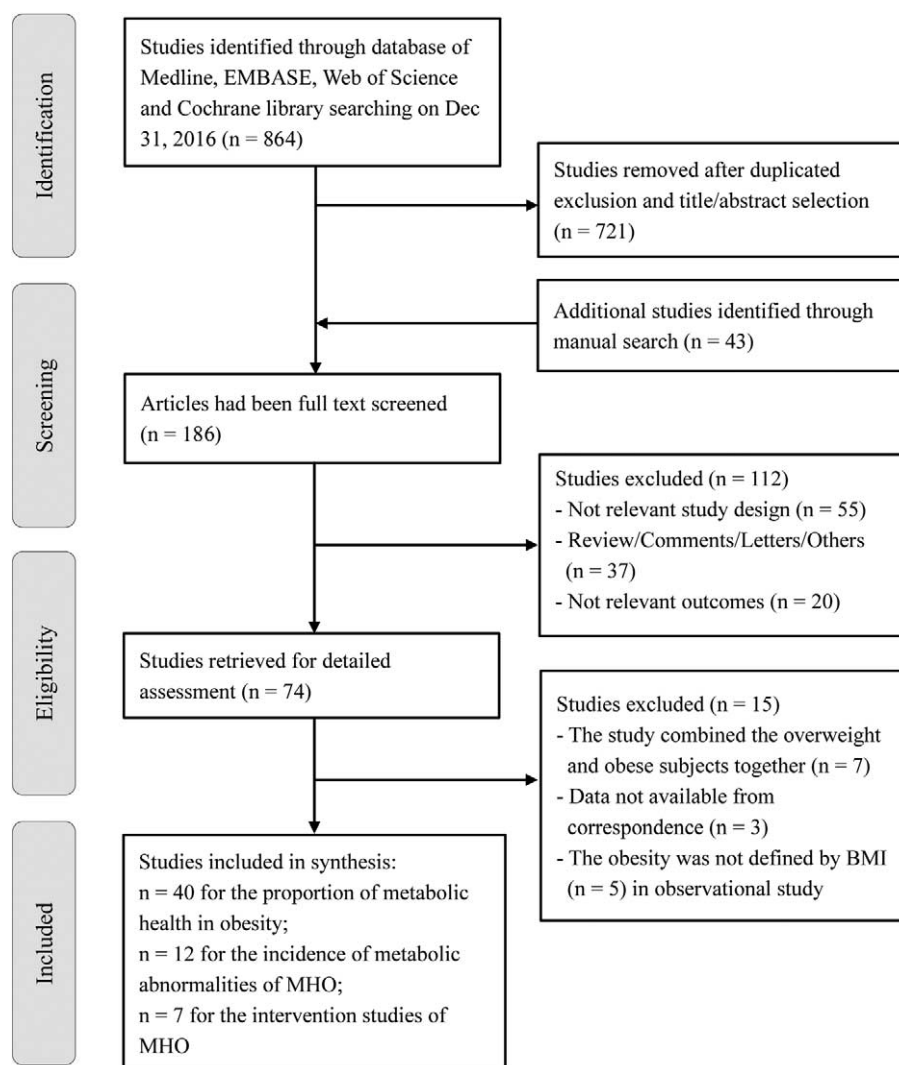 Identification
Studies identified through database of
Medline, EMBASE, Web of Science
and Cochrane library searching on Dec
31, 2016 (n = 864)
Studies removed after duplicated
exclusion and title/abstract selection
(n = 721)
Screening
Additional studies identified through
manual search (n = 43)
Articles had been full text screened
(n = 186)
Studies excluded (n = 112)
- Not relevant study design (n = 55)
- Review/Comments/Letters/Others
(n = 37)
- Not relevant outcomes (n = 20)
Eligibility
Studies retrieved for detailed
assessment (n = 74)
Studies excluded (n = 15)
- The study combined the overweight
and obese subjects together (n = 7)
- Data not available from
correspondence (n = 3)
- The obesity was not defined by BMI
(n = 5) in observational study
Included
Studies included in synthesis:
n = 40 for the proportion of metabolic
health in obesity;
n = 12 for the incidence of metabolic
abnormalities of MHO;
n = 7 for the intervention studies of
MHO